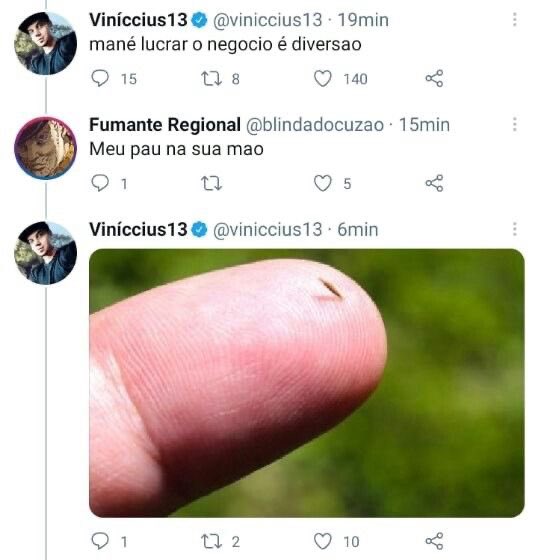 Viníccius13 @viniccius13 · 19min
mané lucrar o negocio é diversao
15 8 140
Fumante Regional @blindadocuzao · 15min
Meu pau na sua mao
1 5
Viníccius13 @viniccius13 · 6min
1 2 10